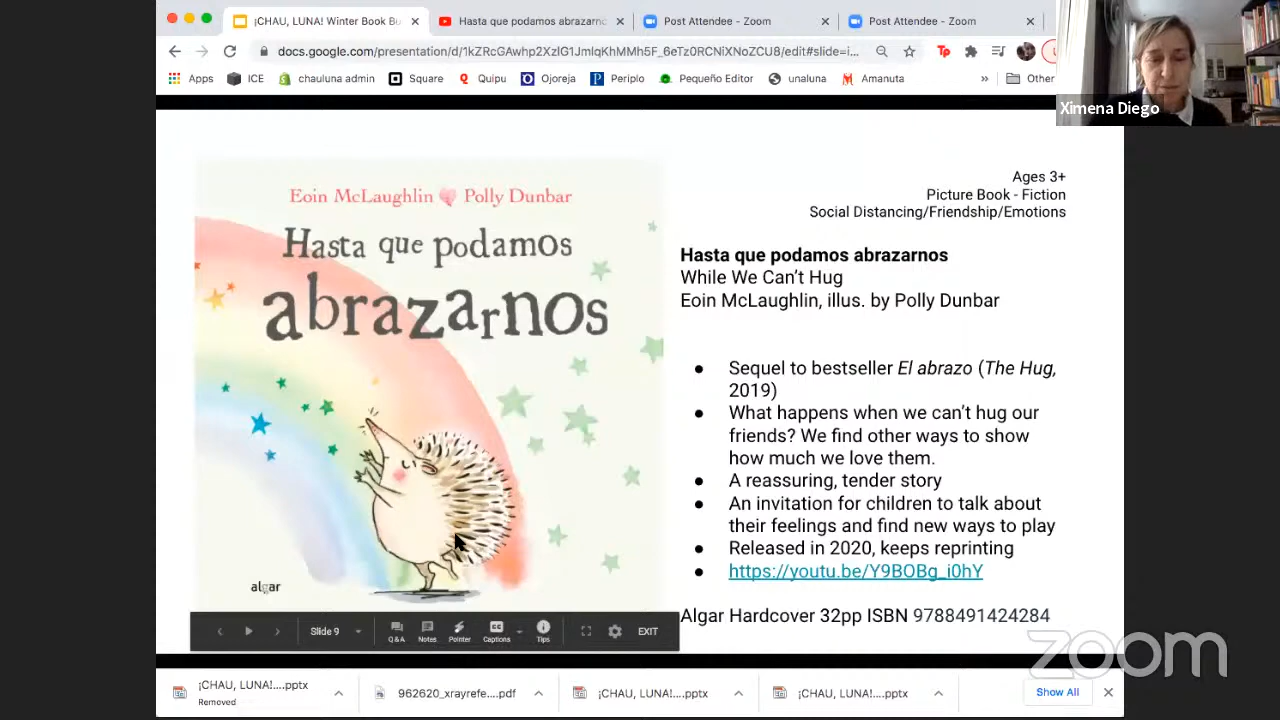 ¡CHAU, LUNA! Winter Book Bu
Hasta que podamos abrazarno
Post Attendee - Zoom
Post Attendee - Zoom
docs.google.com/presentation/d/1kZRcGAwhp2XzIG1JmlqKhMMh5F_6eTz0RCNiXNoZCU8/edit#slide=i...
Apps
ICE
chauluna admin
Square
Quipu
Ojoreja
Periplo
Pequeño Editor
unaluna
Amanuta
»
Other
Ximena Diego
Eoin McLaughlin Polly Dunbar
Hasta que podamos
abrazarnos
algar
Ages 3+
Picture Book - Fiction
Social Distancing/Friendship/Emotions
Hasta que podamos abrazarnos
While We Can't Hug
Eoin McLaughlin, illus. by Polly Dunbar
● Sequel to bestseller El abrazo (The Hug,
2019)
● What happens when we can't hug our
friends? We find other ways to show
how much we love them.
● A reassuring, tender story
● An invitation for children to talk about
their feelings and find new ways to play
● Released in 2020, keeps reprinting
● https://youtu.be/Y9BOBg_i0hY
Algar Hardcover 32pp ISBN 9788491424284
Slide 9
Q&A
Notes
Pointer
Captions
Tips
EXIT
zoom
¡CHAU, LUNA!....pptx
Removed
962620_xrayrefe....pdf
¡CHAU, LUNA!....pptx
¡CHAU, LUNA!....pptx
Show All